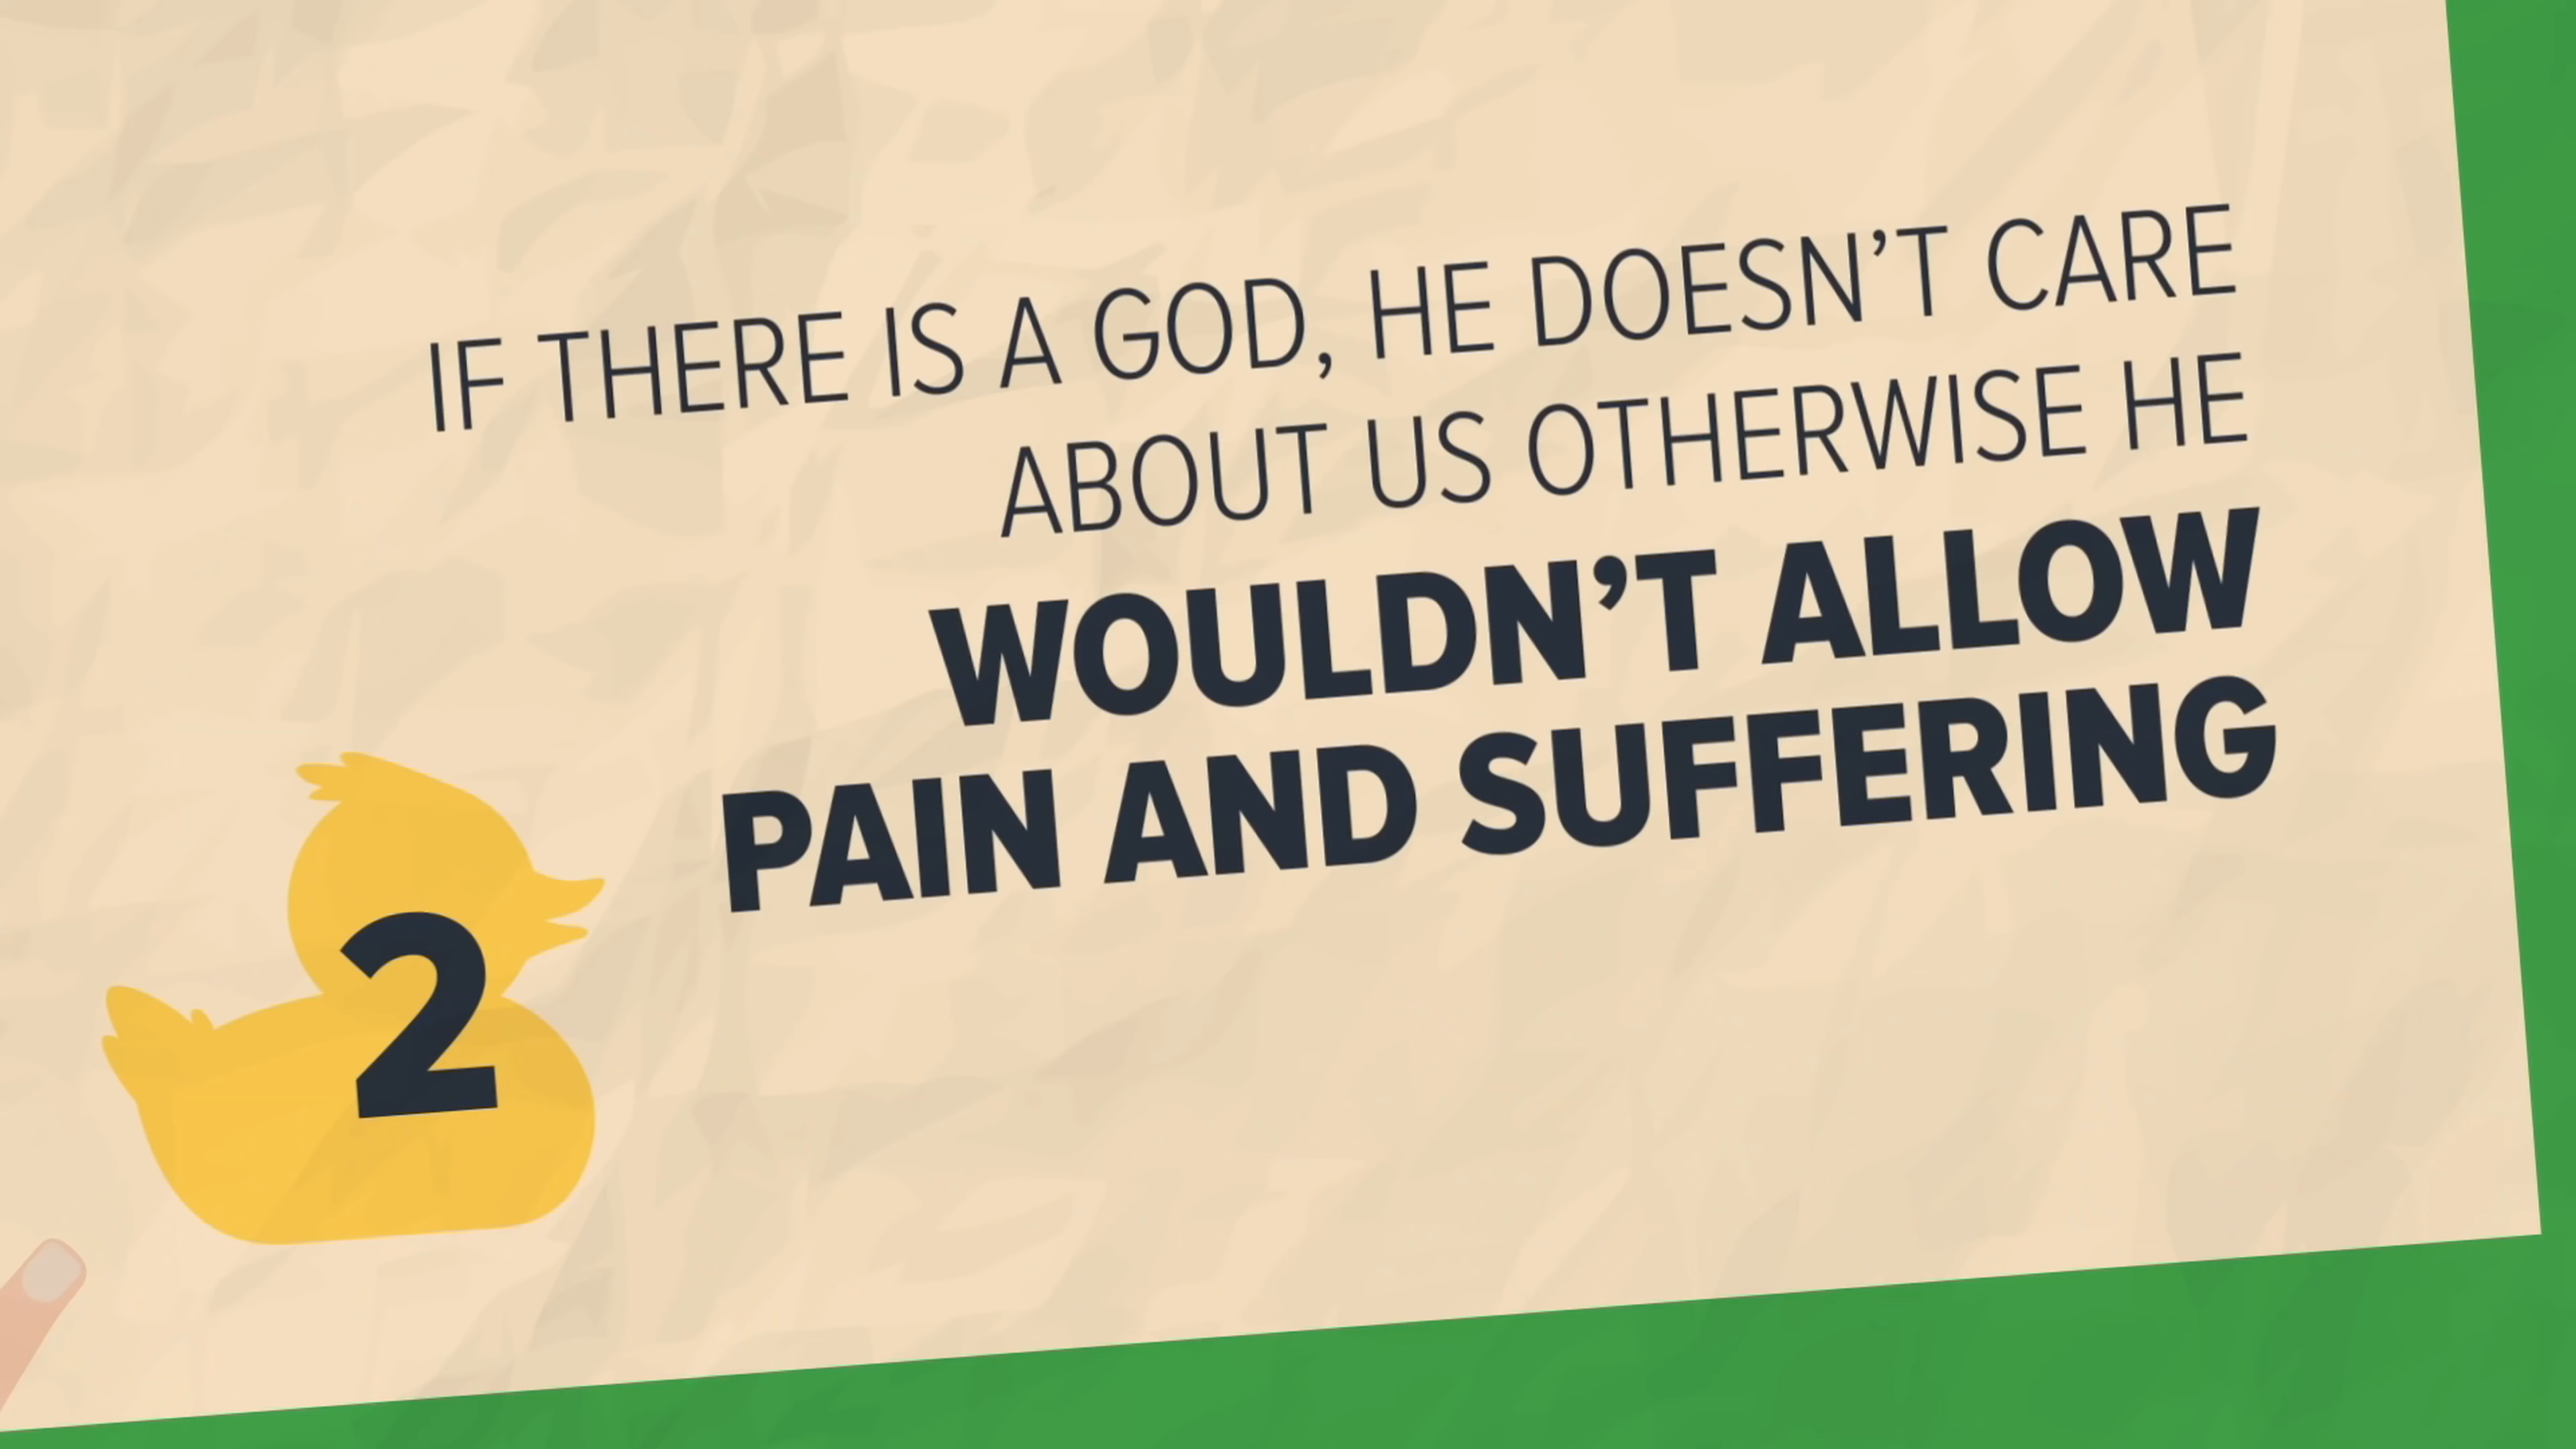 IF THERE IS A GOD, HE DOESN’T CARE
ABOUT US OTHERWISE HE
WOULDN’T ALLOW
PAIN AND SUFFERING
2